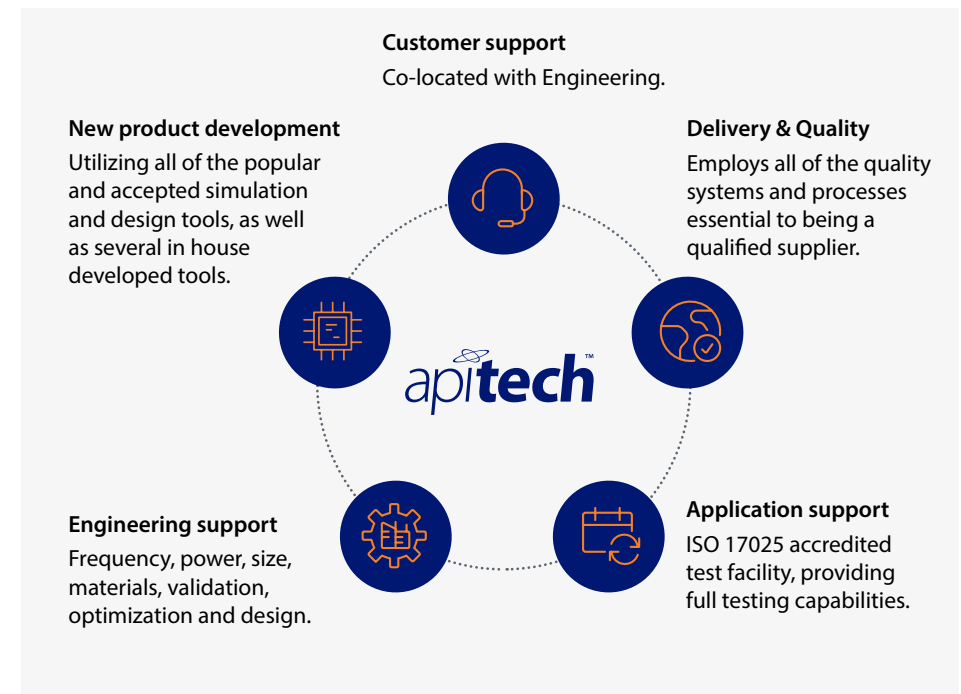 Customer support
Co-located with Engineering.
New product development
Utilizing all of the popular
and accepted simulation
and design tools, as well
as several in house
developed tools.
Delivery & Quality
Employs all of the quality
systems and processes
essential to being a
qualified supplier.
apitech™
Engineering support
Frequency, power, size,
materials, validation,
optimization and design.
Application support
ISO 17025 accredited
test facility, providing
full testing capabilities.